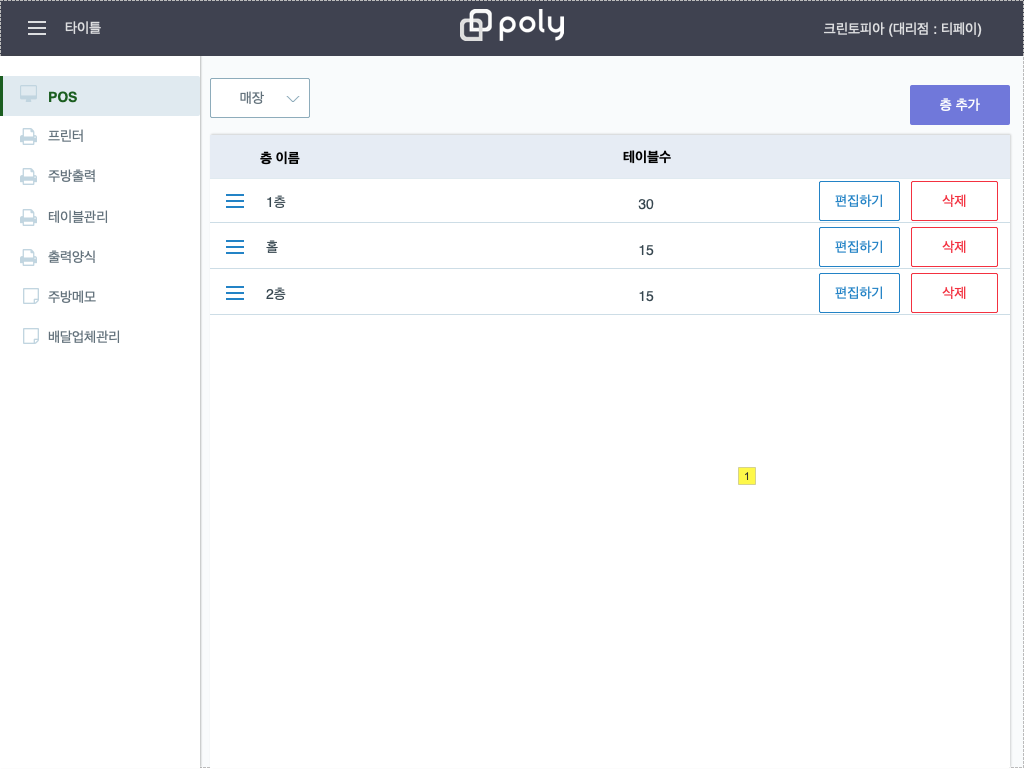 타이틀
poly
크린토피아 (대리점 : 티페이)
POS
프린터
주방출력
테이블관리
출력양식
주방메모
배달업체관리
매장
층 추가
층 이름 테이블수
1층 30 편집하기 삭제
홀 15 편집하기 삭제
2층 15 편집하기 삭제
1